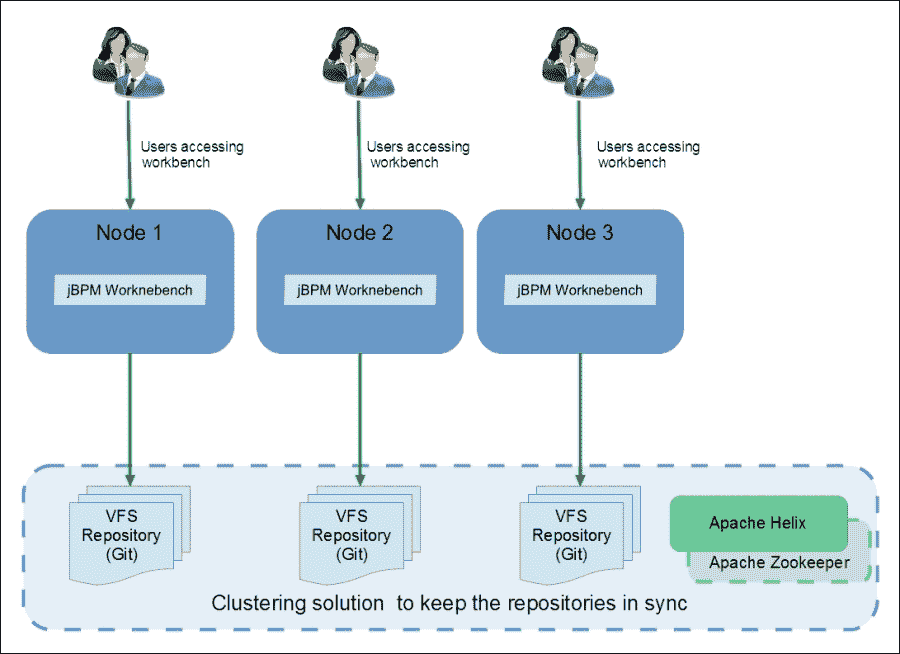 Users accessing
workbench
Users accessing
workbench
Users accessing
workbench
Node 1
Node 2
Node 3
jBPM Worknebench
jBPM Worknebench
jBPM Worknebench
VFS
Repository
(Git)
VFS
Repository
(Git)
VFS
Repository
(Git)
Apache Helix
Apache Zookeeper
Clustering solution to keep the repositories in sync